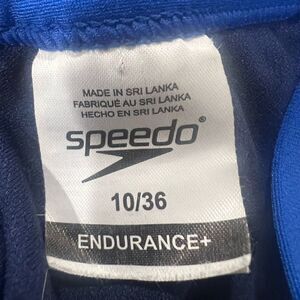 MADE IN SRI LANKA
FABRIQUÉ AU SRI LANKA
HECHO EN SRI LANKA
speedo®
10/36
ENDURANCE+